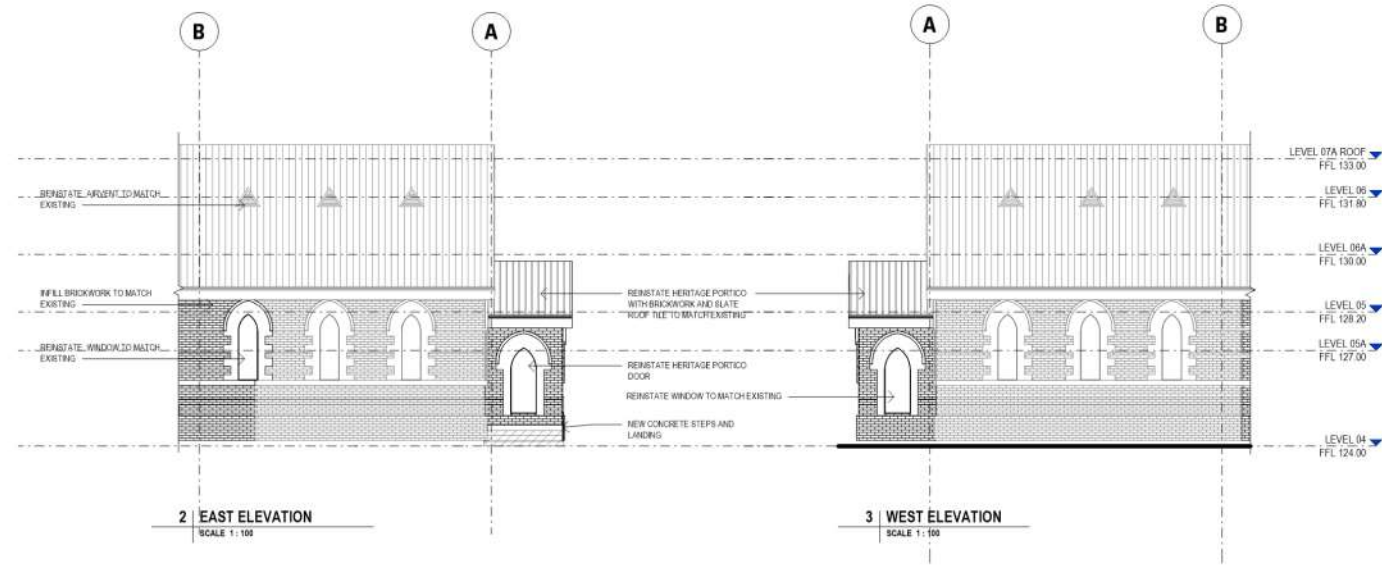 B
A
A
B
LEVEL 07A ROOF
FFL 133.00
REINSTATE AIRVENT TO MATCH
EXISTING
LEVEL 06
FFL 131.80
LEVEL 06A
FFL 130.00
INFILL BRICKWORK TO MATCH
EXISTING
REINSTATE HERITAGE PORTICO
WITH BRICKWORK AND SLATE
ROOF TILE TO MATCH EXISTING
LEVEL 05
FFL 128.20
REINSTATE WINDOW TO MATCH
EXISTING
LEVEL 05A
FFL 127.00
REINSTATE HERITAGE PORTICO
DOOR
REINSTATE WINDOW TO MATCH EXISTING
NEW CONCRETE STEPS AND
LANDING
LEVEL 04
FFL 124.00
2 EAST ELEVATION
SCALE 1 : 100
3 WEST ELEVATION
SCALE 1 : 100